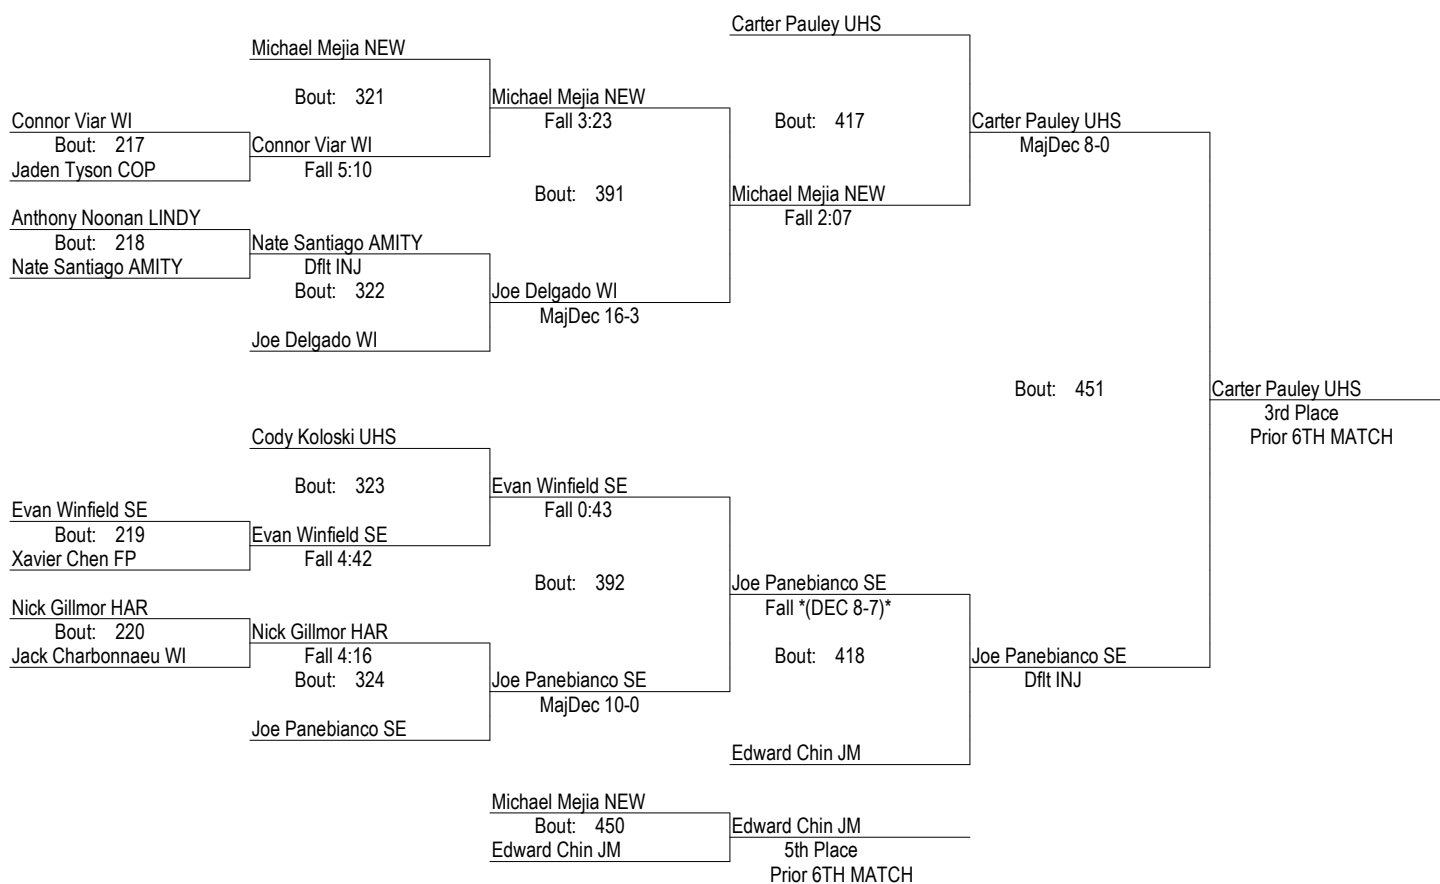 Carter Pauley UHS
Michael Mejia NEW
Bout: 321
Michael Mejia NEW
Fall 3:23
Connor Viar WI
Bout: 217
Jaden Tyson COP
Connor Viar WI
Fall 5:10
Bout: 417
Carter Pauley UHS
MajDec 8-0
Bout: 391
Michael Mejia NEW
Fall 2:07
Anthony Noonan LINDY
Bout: 218
Nate Santiago AMITY
Nate Santiago AMITY
Dflt INJ
Bout: 322
Joe Delgado WI
MajDec 16-3
Joe Delgado WI
Bout: 451
Carter Pauley UHS
3rd Place
Prior 6TH MATCH
Cody Koloski UHS
Bout: 323
Evan Winfield SE
Fall 0:43
Evan Winfield SE
Bout: 219
Xavier Chen FP
Evan Winfield SE
Fall 4:42
Bout: 392
Joe Panebianco SE
Fall *(DEC 8-7)*
Nick Gillmor HAR
Bout: 220
Jack Charbonnaeu WI
Nick Gillmor HAR
Fall 4:16
Bout: 324
Joe Panebianco SE
MajDec 10-0
Bout: 418
Joe Panebianco SE
Dflt INJ
Joe Panebianco SE
Edward Chin JM
Michael Mejia NEW
Bout: 450
Edward Chin JM
Edward Chin JM
5th Place
Prior 6TH MATCH